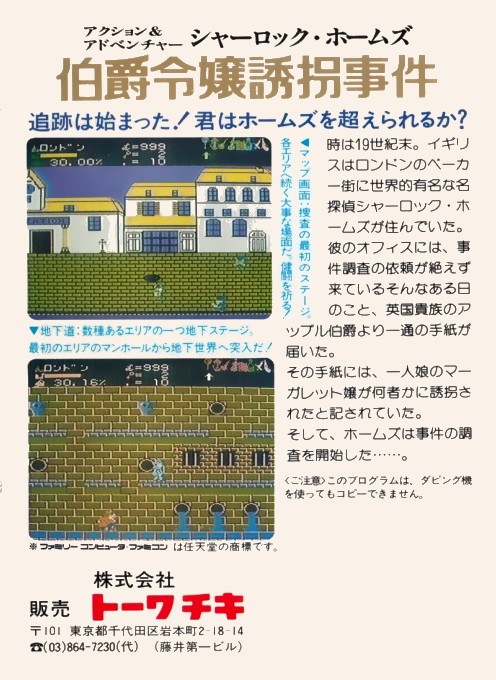 アクション&
アドベンチャー シャーロック・ホームズ
伯爵令嬢誘拐事件
追跡は始まった!君はホームズを超えられるか?
ロンドン =999
= 2
30,00% = 10
◀マップ画面:捜査の最初のステージ。
各エリアへ続く大事な場面だ。健闘を祈る!
▼地下道:数種あるエリアの一つ地下ステージ。
最初のエリアのマンホールから地下世界へ突入だ!
ロンドン =999
30,16% = 10
時は19世紀末。イギリ
スはロンドンのベーカ
ー街に世界的有名な名
探偵シャーロック・ホ
ームズが住んでいた。
彼のオフィスには、事
件調査の依頼が絶えず
来ているそんなある日
のこと、英国貴族のア
ップル伯爵より一通の手紙が
届いた。
その手紙には、一人娘のマー
ガレット嬢が何者かに誘拐さ
れたと記されていた。
そして、ホームズは事件の調
査を開始した……。
〈ご注意〉このプログラムは、ダビング機
を使ってもコピーできません。
※ファミリーコンピュータ・ファミコンは任天堂の商標です。
株式会社
販売 トーワチキ
〒101 東京都千代田区岩本町2-18-14
☎(03)864-7230(代) (藤井第一ビル)